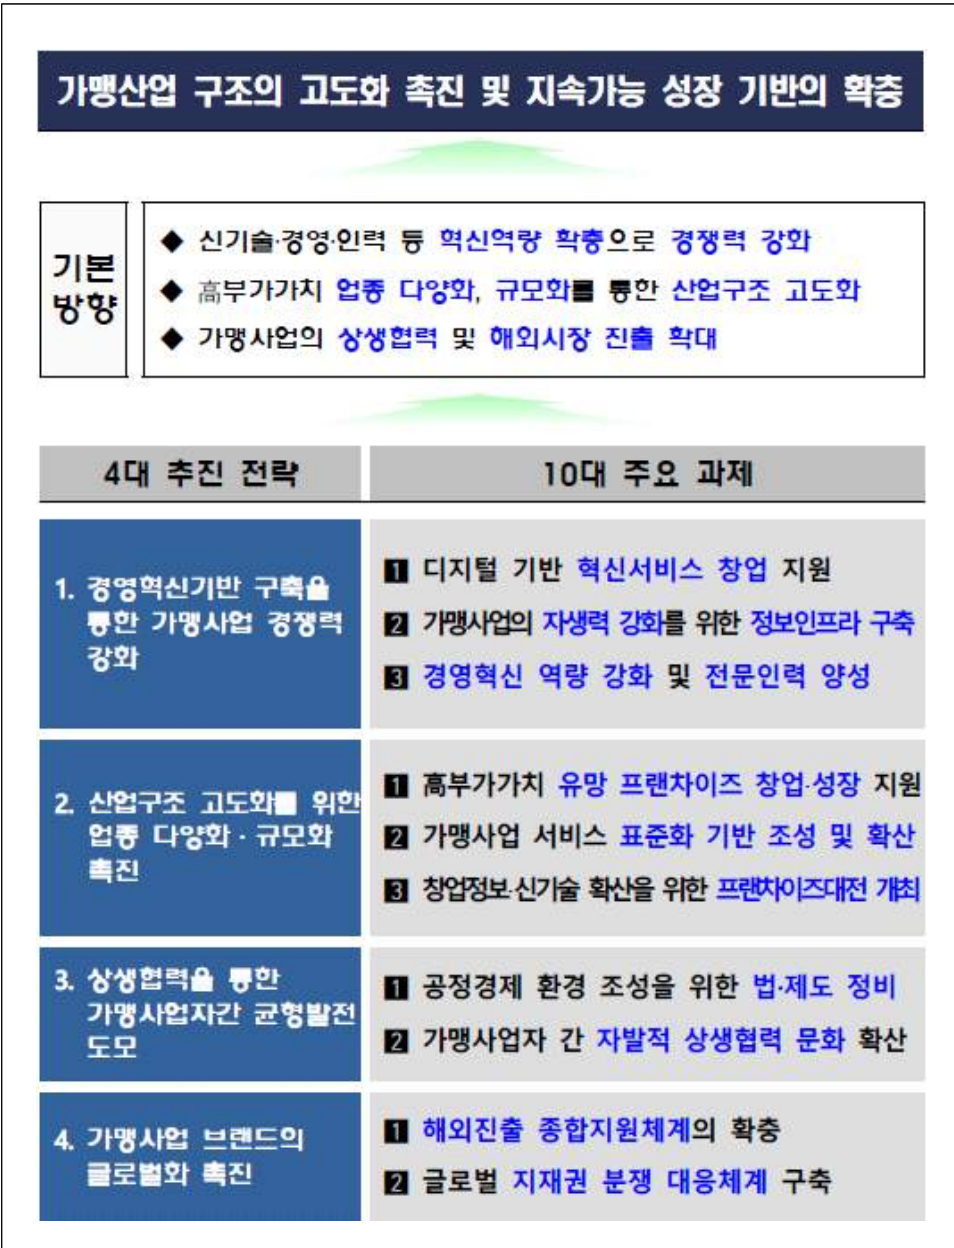 가맹산업 구조의 고도화 촉진 및 지속가능 성장 기반의 확충
기본
방향
◆ 신기술·경영·인력 등 혁신역량 확충으로 경쟁력 강화
◆ 高부가가치 업종 다양화, 규모화를 통한 산업구조 고도화
◆ 가맹사업의 상생협력 및 해외시장 진출 확대
4대 추진 전략
10대 주요 과제
1. 경영혁신기반 구축을
통한 가맹사업 경쟁력
강화
1 디지털 기반 혁신서비스 창업 지원
2 가맹사업의 자생력 강화를 위한 정보인프라 구축
3 경영혁신 역량 강화 및 전문인력 양성
2. 산업구조 고도화를 위한
업종 다양화·규모화
촉진
1 高부가가치 유망 프랜차이즈 창업·성장 지원
2 가맹사업 서비스 표준화 기반 조성 및 확산
3 창업정보·신기술 확산을 위한 프랜차이즈대전 개최
3. 상생협력을 통한
가맹사업자간 균형발전
도모
1 공정경제 환경 조성을 위한 법·제도 정비
2 가맹사업자 간 자발적 상생협력 문화 확산
4. 가맹사업 브랜드의
글로벌화 촉진
1 해외진출 종합지원체계의 확충
2 글로벌 지재권 분쟁 대응체계 구축